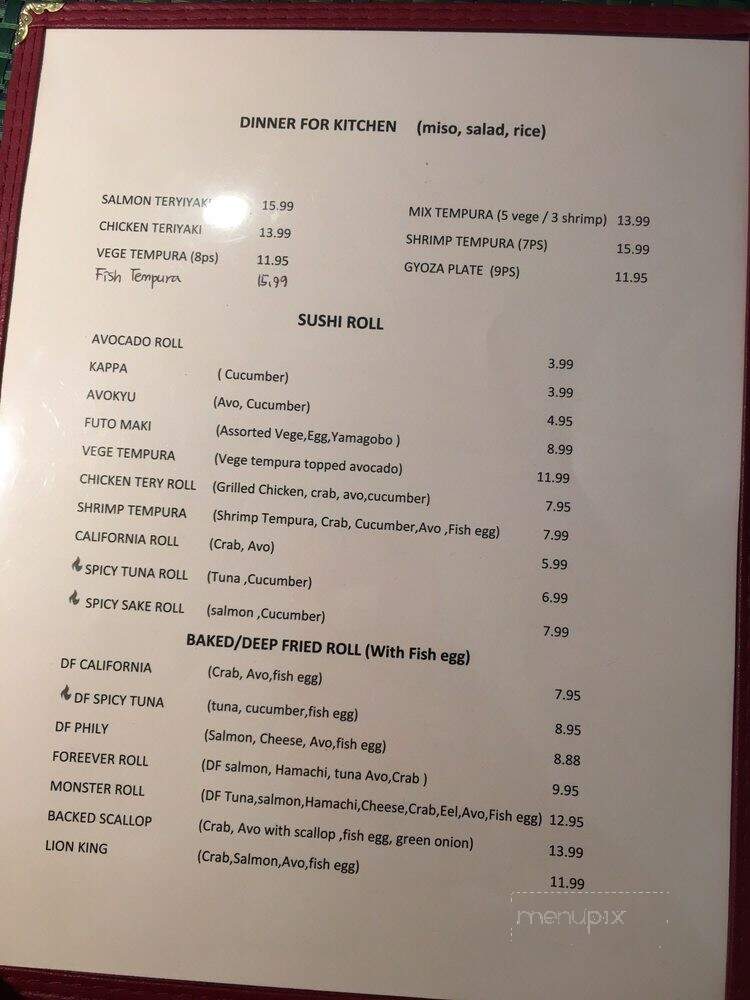 DINNER FOR KITCHEN (miso, salad, rice)
SALMON TERYIYAKI 15.99
CHICKEN TERIYAKI 13.99
VEGE TEMPURA (8ps) 11.95
Fish Tempura 15.99
MIX TEMPURA (5 vege / 3 shrimp) 13.99
SHRIMP TEMPURA (7PS) 15.99
GYOZA PLATE (9PS) 11.95
SUSHI ROLL
AVOCADO ROLL 3.99
KAPPA ( Cucumber) 3.99
AVOKYU (Avo, Cucumber) 4.95
FUTO MAKI (Assorted Vege,Egg,Yamagobo ) 8.99
VEGE TEMPURA (Vege tempura topped avocado) 11.99
CHICKEN TERY ROLL (Grilled Chicken, crab, avo,cucumber) 7.95
SHRIMP TEMPURA (Shrimp Tempura, Crab, Cucumber,Avo ,Fish egg) 7.99
CALIFORNIA ROLL (Crab, Avo) 5.99
SPICY TUNA ROLL (Tuna ,Cucumber) 6.99
SPICY SAKE ROLL (salmon ,Cucumber) 7.99
BAKED/DEEP FRIED ROLL (With Fish egg)
DF CALIFORNIA (Crab, Avo,fish egg) 7.95
DF SPICY TUNA (tuna, cucumber,fish egg) 8.95
DF PHILY (Salmon, Cheese, Avo,fish egg) 8.88
FOREEVER ROLL (DF salmon, Hamachi, tuna Avo,Crab ) 9.95
MONSTER ROLL (DF Tuna,salmon,Hamachi,Cheese,Crab,Eel,Avo,Fish egg) 12.95
BACKED SCALLOP (Crab, Avo with scallop ,fish egg, green onion) 13.99
LION KING (Crab,Salmon,Avo,fish egg) 11.99
menupix